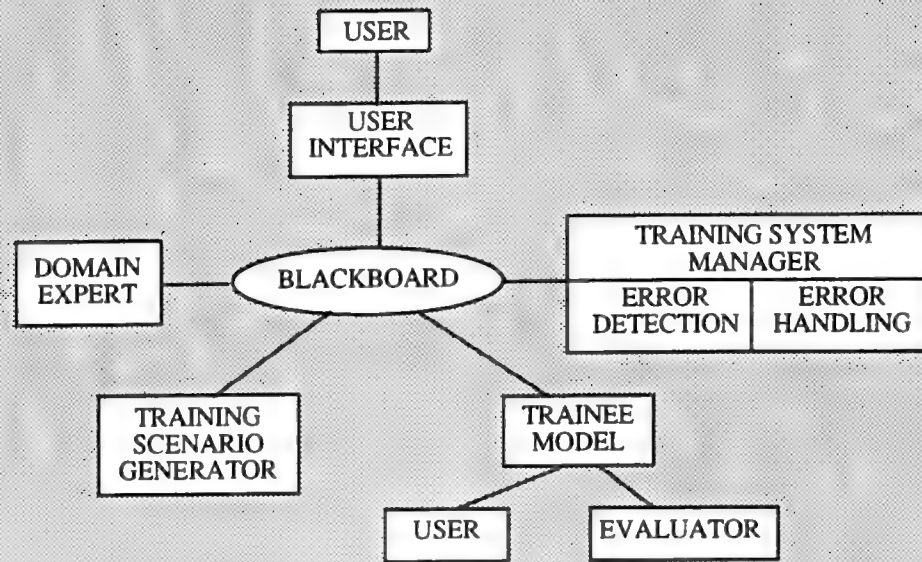 USER
USER
INTERFACE
DOMAIN
EXPERT
BLACKBOARD
TRAINING SYSTEM
MANAGER
ERROR
DETECTION
ERROR
HANDLING
TRAINING
SCENARIO
GENERATOR
TRAINEE
MODEL
USER
EVALUATOR